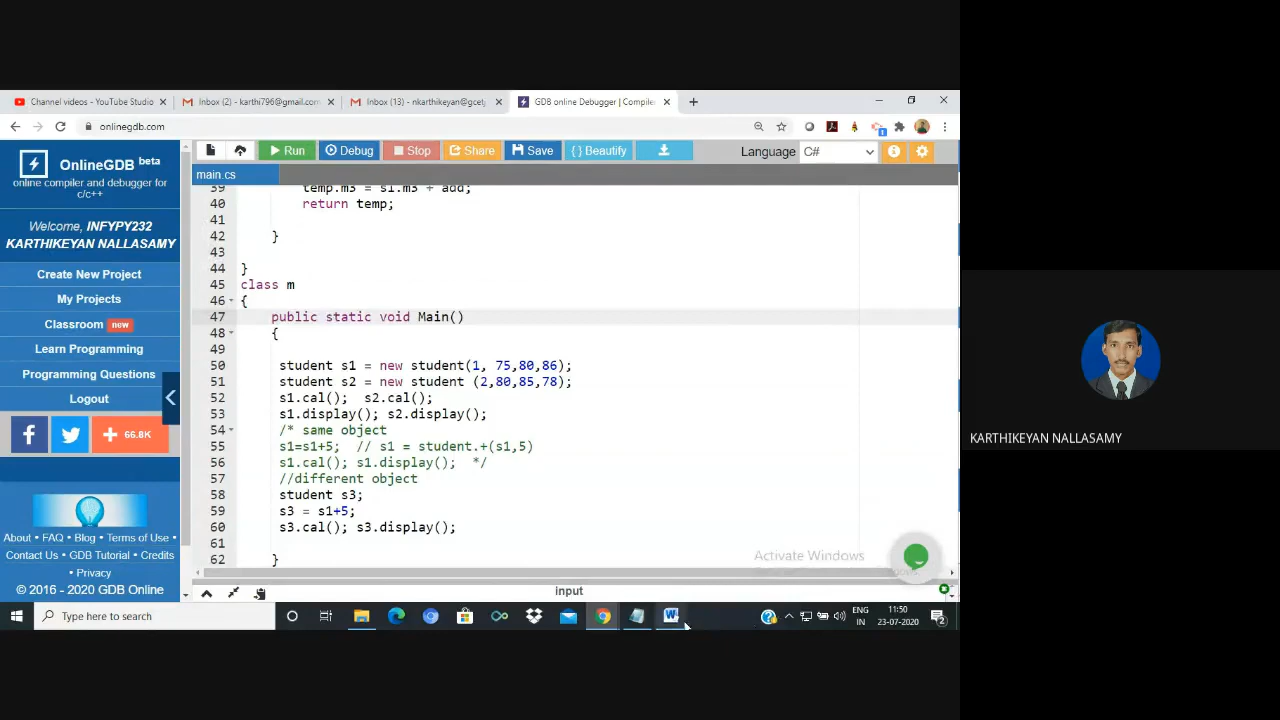 Channel videos - YouTube Studio
Inbox (2) - karthi796@gmail.com
Inbox (13) - nkarthikeyan@gcet
GDB online Debugger | Compiler
onlinegdb.com
OnlineGDB beta
online compiler and debugger for
c/c++
Welcome, INFYPY232
KARTHIKEYAN NALLASAMY
Create New Project
My Projects
Classroom new
Learn Programming
Programming Questions
Logout
66.8K
About • FAQ • Blog • Terms of Use •
Contact Us • GDB Tutorial • Credits
• Privacy
© 2016 - 2020 GDB Online
Run Debug Stop Share Save { } Beautify
Language C#
main.cs
39 temp.m3 = s1.m3 + add;
40 return temp;
41
42 }
43
44 }
45 class m
46 {
47 public static void Main()
48 {
49
50 student s1 = new student(1, 75,80,86);
51 student s2 = new student (2,80,85,78);
52 s1.cal(); s2.cal();
53 s1.display(); s2.display();
54 /* same object
55 s1=s1+5; // s1 = student.+(s1,5)
56 s1.cal(); s1.display(); */
57 //different object
58 student s3;
59 s3 = s1+5;
60 s3.cal(); s3.display();
61
62 }
Activate Windows
input
Type here to search
ENG
IN
11:50
23-07-2020
2
KARTHIKEYAN NALLASAMY